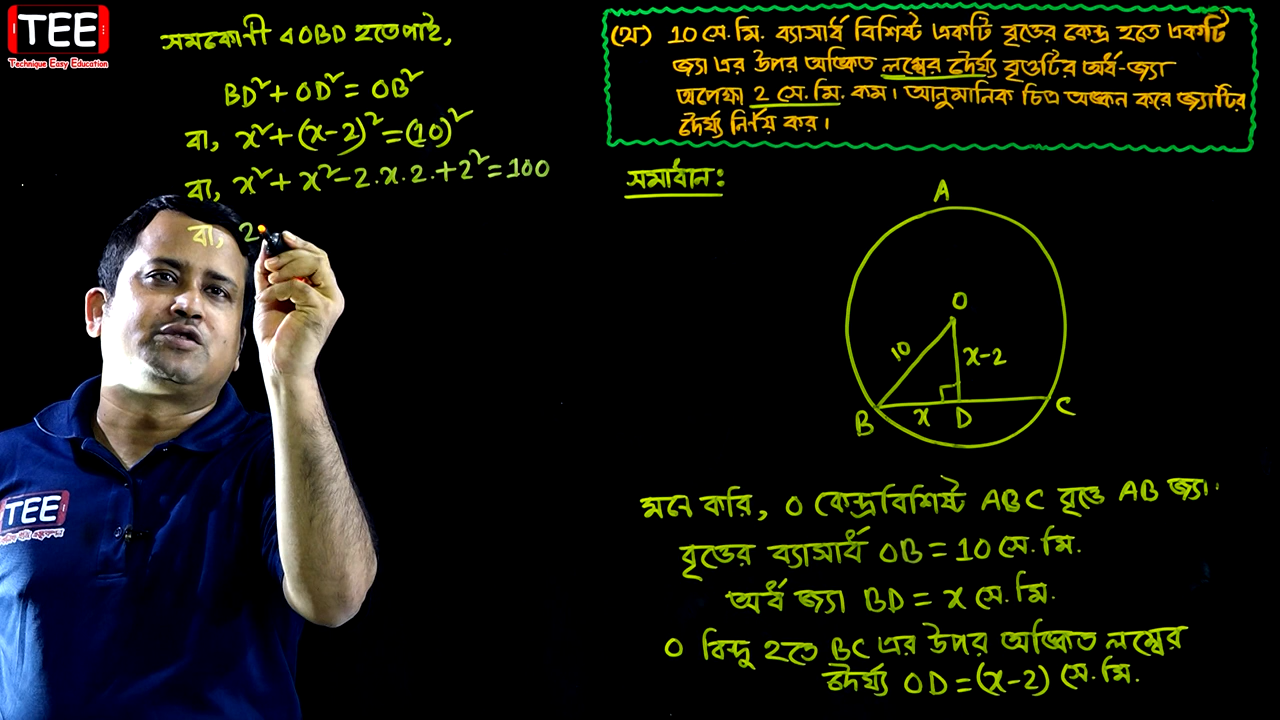 TEE
Technique Easy Education
সমকোণী ⊿OBD হতে পাই,
BD² + OD² = OB²
বা, x² + (x-2)² = (10)²
বা, x² + x² - 2.x.2. + 2² = 100
বা, 2
(থ) 10 সে. মি. ব্যাসার্ধ বিশিষ্ট একটি বৃত্তের কেন্দ্র হতে একটি
জ্যা এর উপর অঙ্কিত লম্বের দৈর্ঘ্য বৃত্তটির অর্ধ-জ্যা
অপেক্ষা 2 সে. মি. কম। আনুমানিক চিত্র অঙ্কন করে জ্যাটির
দৈর্ঘ্য নির্ণয় কর।
সমাধান:
A
O
10
x-2
B
x
D
C
মনে করি, O কেন্দ্রবিশিষ্ট ABC বৃত্তে AB জ্যা।
বৃত্তের ব্যাসার্ধ OB = 10 সে. মি.
অর্ধ জ্যা BD = x সে. মি.
O বিন্দু হতে BC এর উপর অঙ্কিত লম্বের
দৈর্ঘ্য OD = (x-2) সে. মি.
TEE